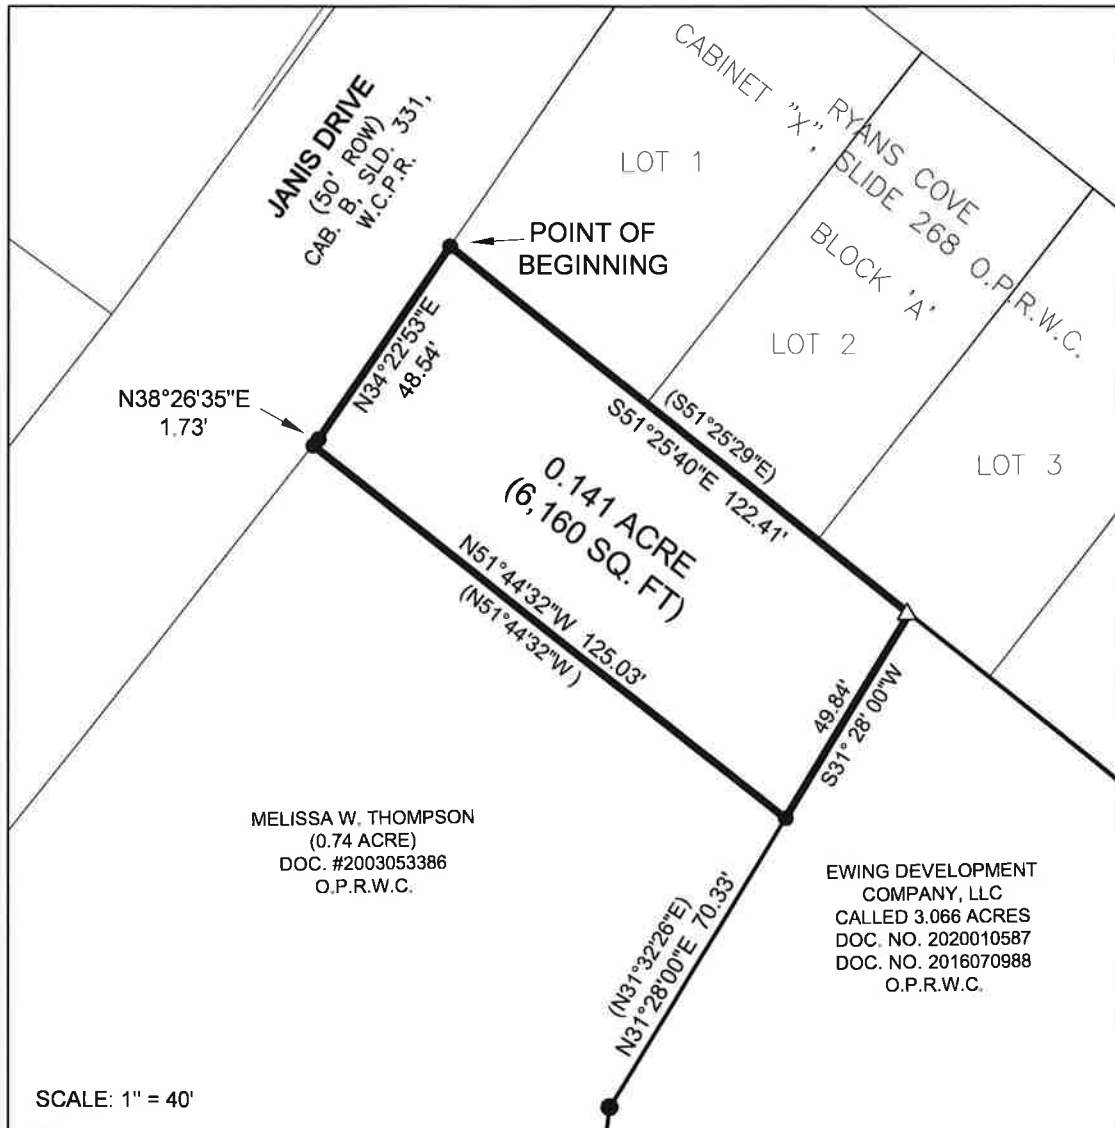 JANIS DRIVE
(50' ROW)
CAB. B, SLD. 331,
W.C.P.R.
CABINET "X", SLIDE 268 O.P.R.W.C.
RYANS COVE
BLOCK 'A'
LOT 1
LOT 2
LOT 3
POINT OF
BEGINNING
N34°22'53"E
48.54'
N38°26'35"E
1.73'
(S51°25'29"E)
S51°25'40"E 122.41'
0.141 ACRE
(6,160 SQ. FT)
N51°44'32"W 125.03'
(N51°44'32"W)
49.84'
S31° 28' 00"W
MELISSA W. THOMPSON
(0.74 ACRE)
DOC. #2003053386
O.P.R.W.C.
EWING DEVELOPMENT
COMPANY, LLC
CALLED 3.066 ACRES
DOC. NO. 2020010587
DOC. NO. 2016070988
O.P.R.W.C.
(N31°32'26"E)
N31°28'00"E 70.33'
SCALE: 1" = 40'